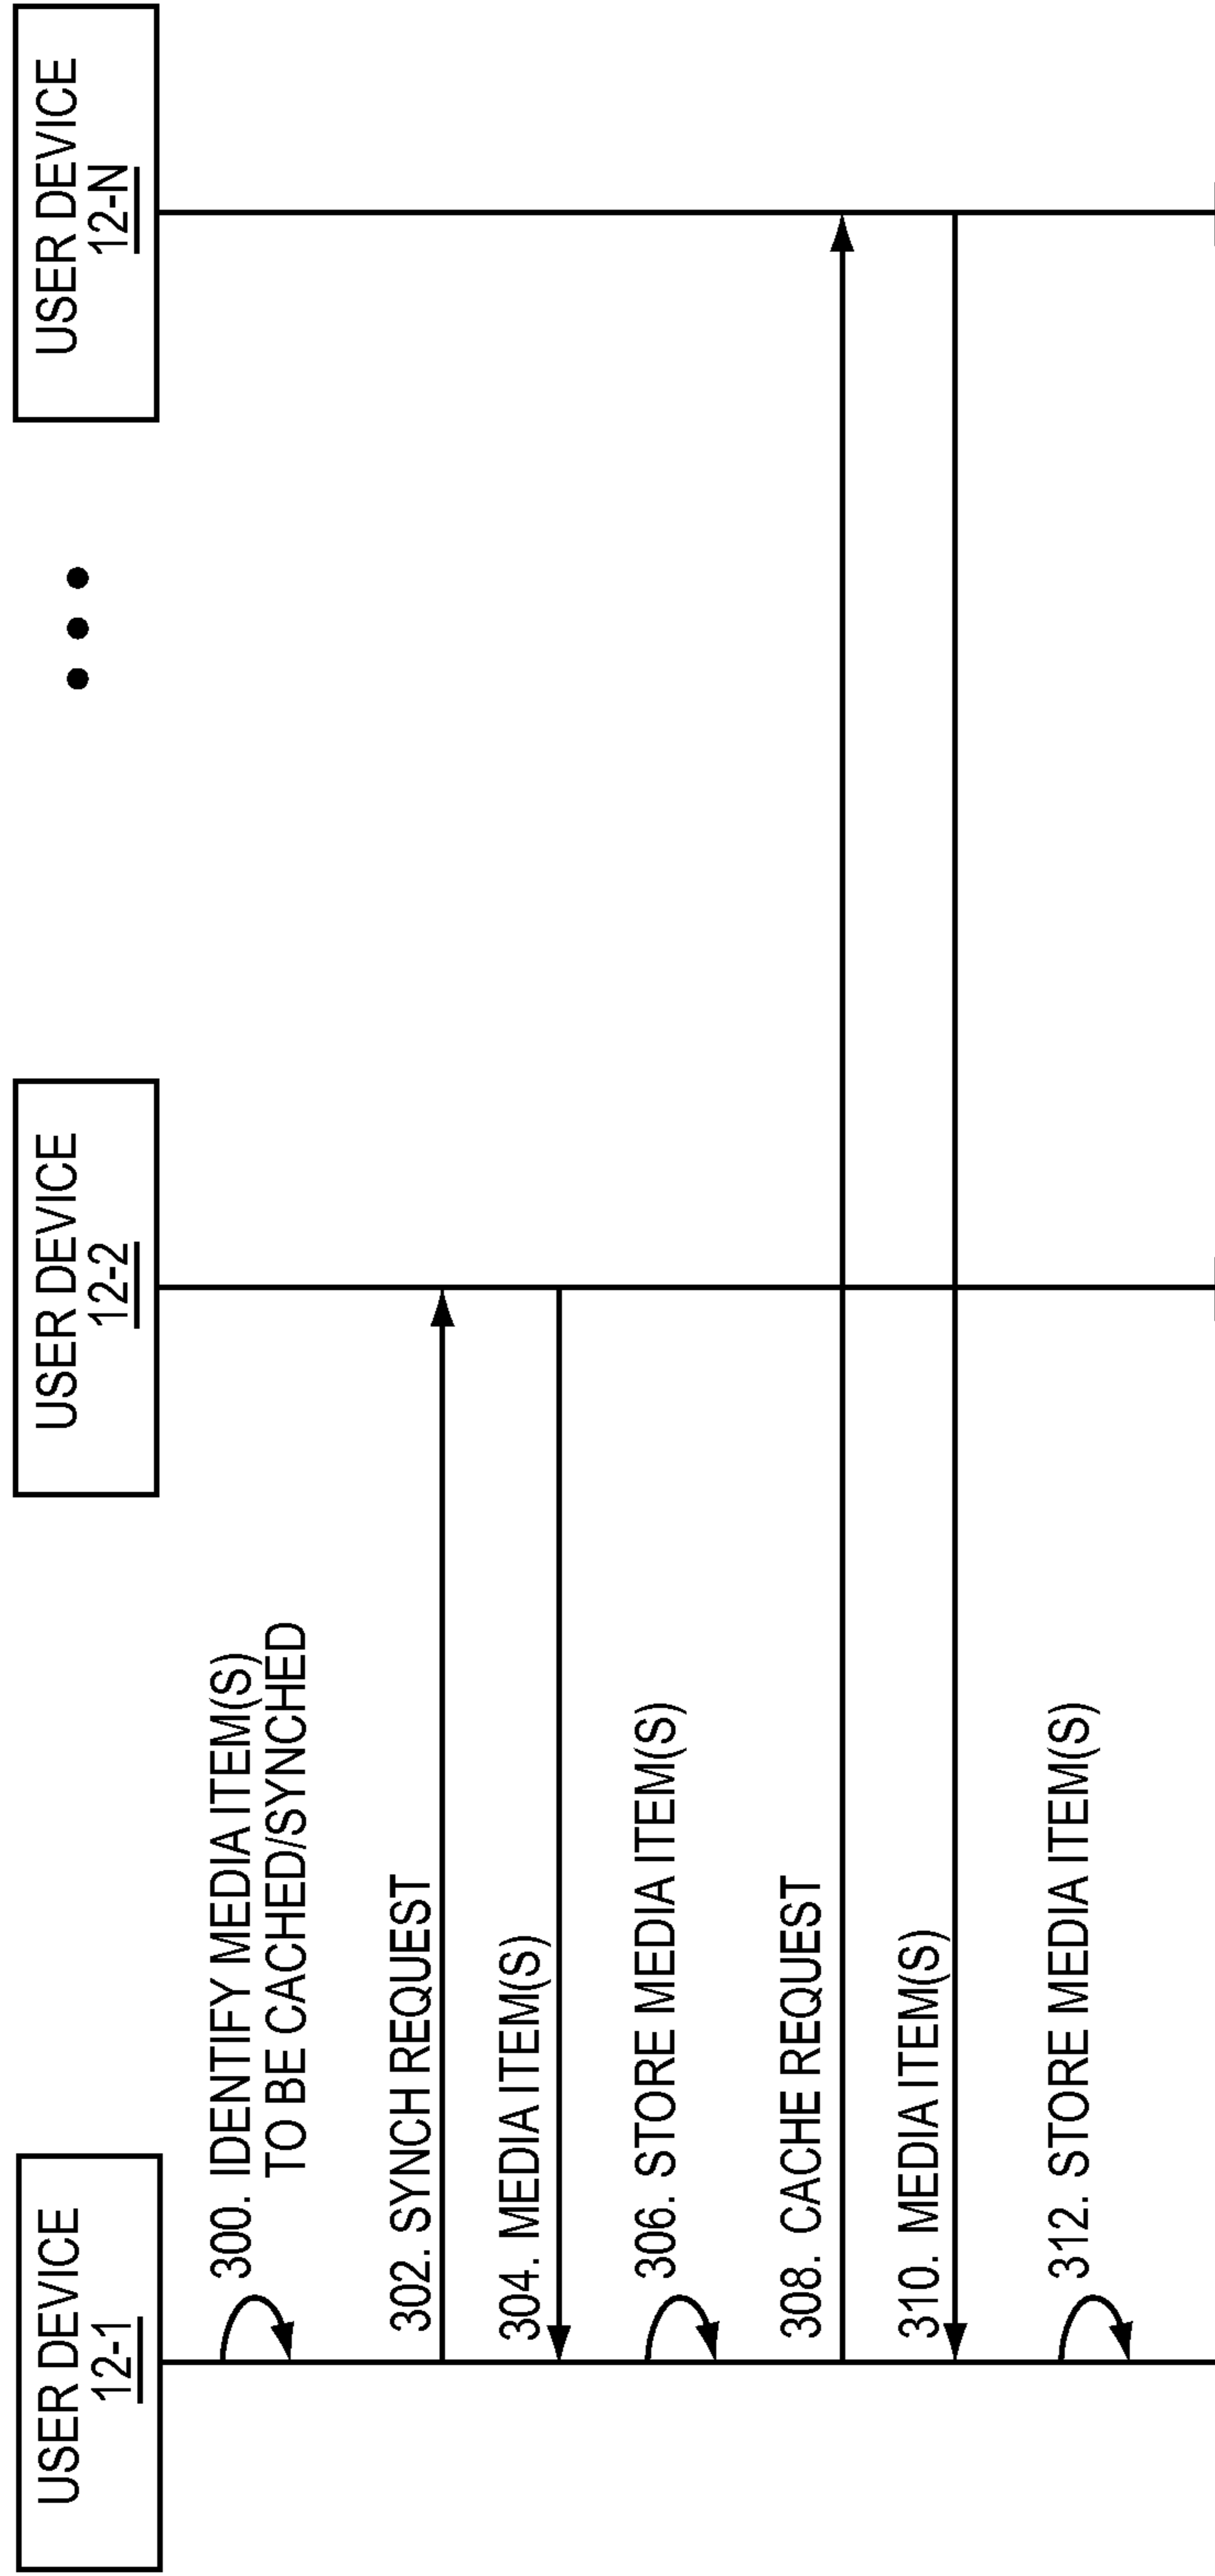 USER DEVICE
12-1
USER DEVICE
12-2
USER DEVICE
12-N
300. IDENTIFY MEDIA ITEM(S)
TO BE CACHED/SYNCHED
302. SYNCH REQUEST
304. MEDIA ITEM(S)
306. STORE MEDIA ITEM(S)
308. CACHE REQUEST
310. MEDIA ITEM(S)
312. STORE MEDIA ITEM(S)